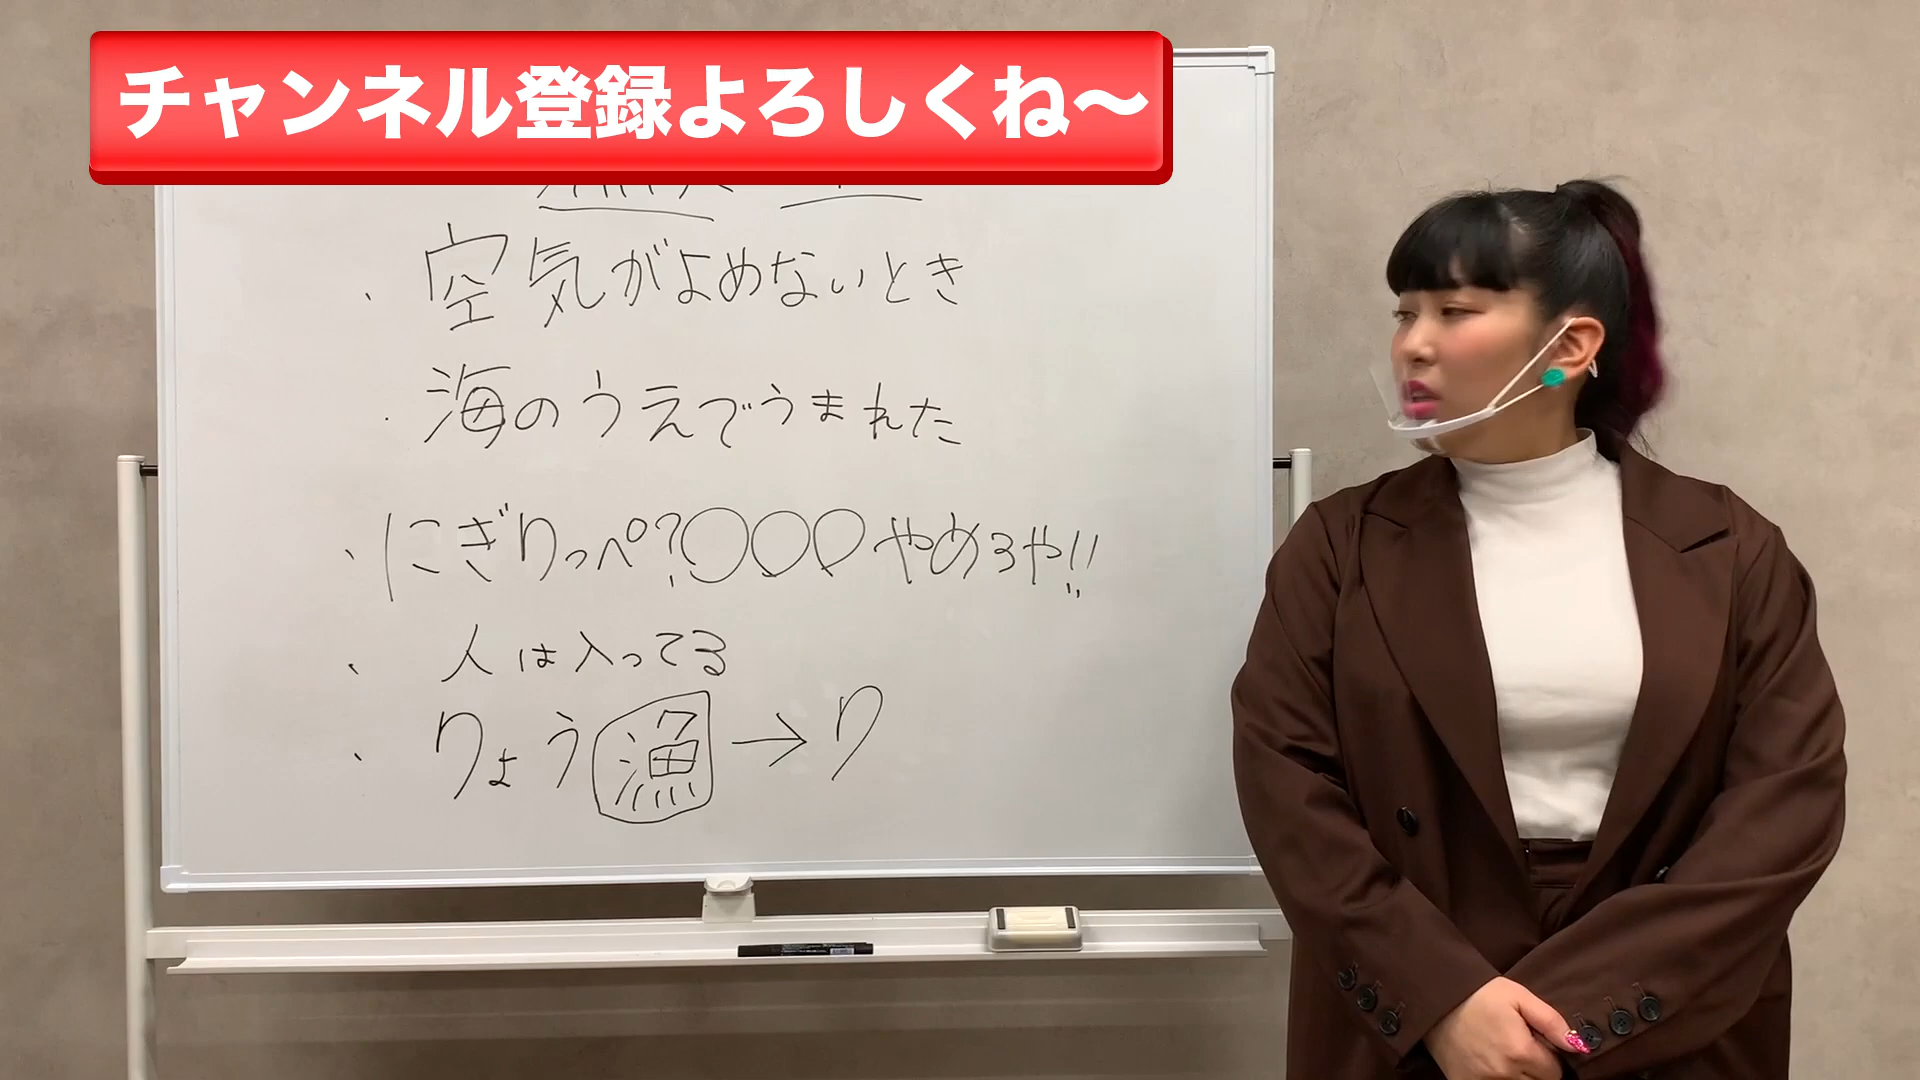 チャンネル登録よろしくね〜
・空気がよめないとき
・海のうえでうまれた
・にぎりっぺ?○○○やめろや!!
・人は入ってる
・りょう漁→り